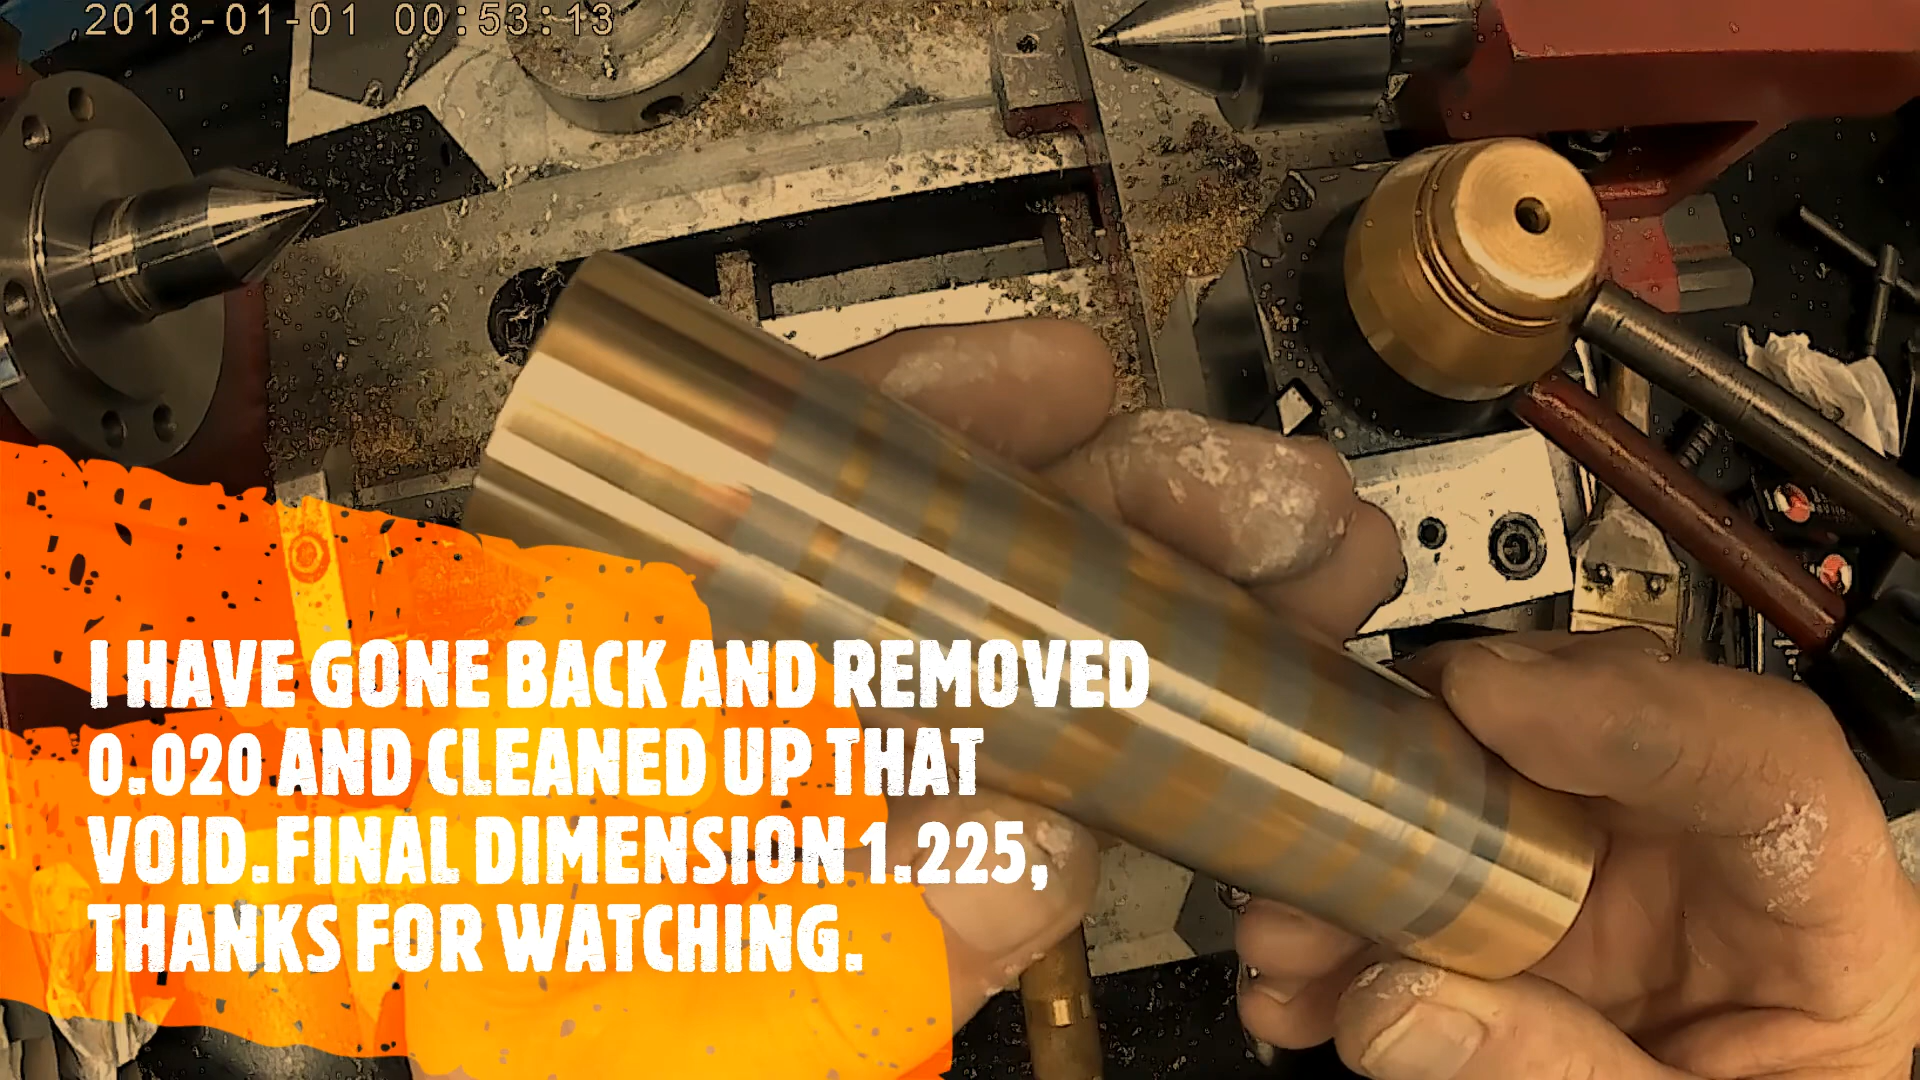 2018-01-01 00:53:13
I HAVE GONE BACK AND REMOVED
0.020 AND CLEANED UP THAT
VOID.FINAL DIMENSION 1.225,
THANKS FOR WATCHING.